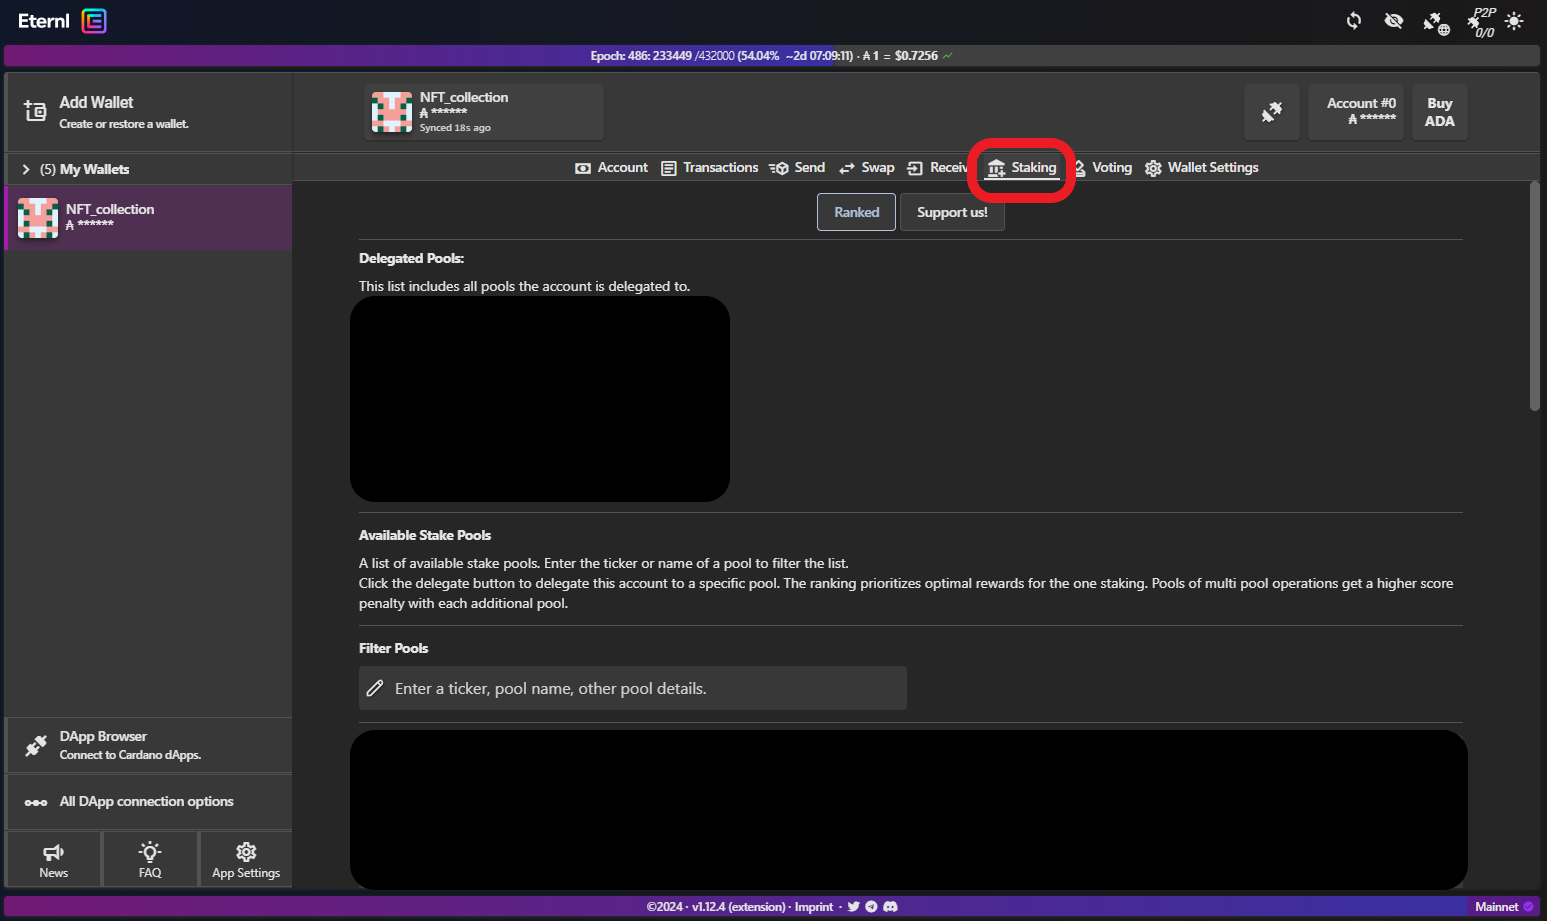 Eternl
P2P
0/0
Epoch: 486: 233449 /432000 (54.04% ~2d 07:09:11) · ₳ 1 = $0.7256
Add Wallet
Create or restore a wallet.
NFT_collection
₳ ******
Synced 18s ago
Account #0
₳ ******
Buy
ADA
(5) My Wallets
Account Transactions Send Swap Receiv Staking Voting Wallet Settings
NFT_collection
₳ ******
Ranked Support us!
Delegated Pools:
This list includes all pools the account is delegated to.
Available Stake Pools
A list of available stake pools. Enter the ticker or name of a pool to filter the list.
Click the delegate button to delegate this account to a specific pool. The ranking prioritizes optimal rewards for the one staking. Pools of multi pool operations get a higher score
penalty with each additional pool.
Filter Pools
Enter a ticker, pool name, other pool details.
DApp Browser
Connect to Cardano dApps.
All DApp connection options
News FAQ App Settings
©2024 · v1.12.4 (extension) · Imprint ·
Mainnet